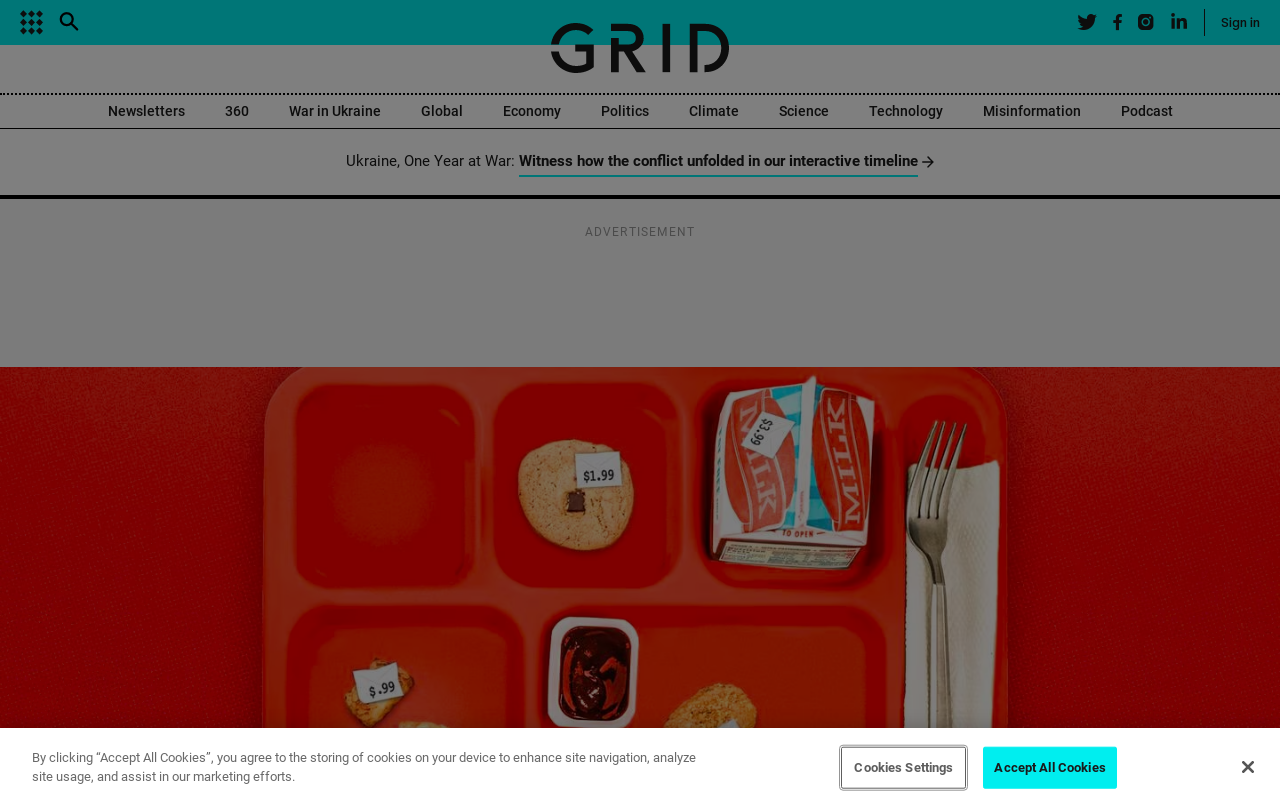 GRID
Sign in
Newsletters 360 War in Ukraine Global Economy Politics Climate Science Technology Misinformation Podcast
Ukraine, One Year at War: Witness how the conflict unfolded in our interactive timeline
ADVERTISEMENT
$1.99
$3.99
MILK
MILK
TO OPEN
$.99
By clicking “Accept All Cookies”, you agree to the storing of cookies on your device to enhance site navigation, analyze
site usage, and assist in our marketing efforts.
Cookies Settings
Accept All Cookies